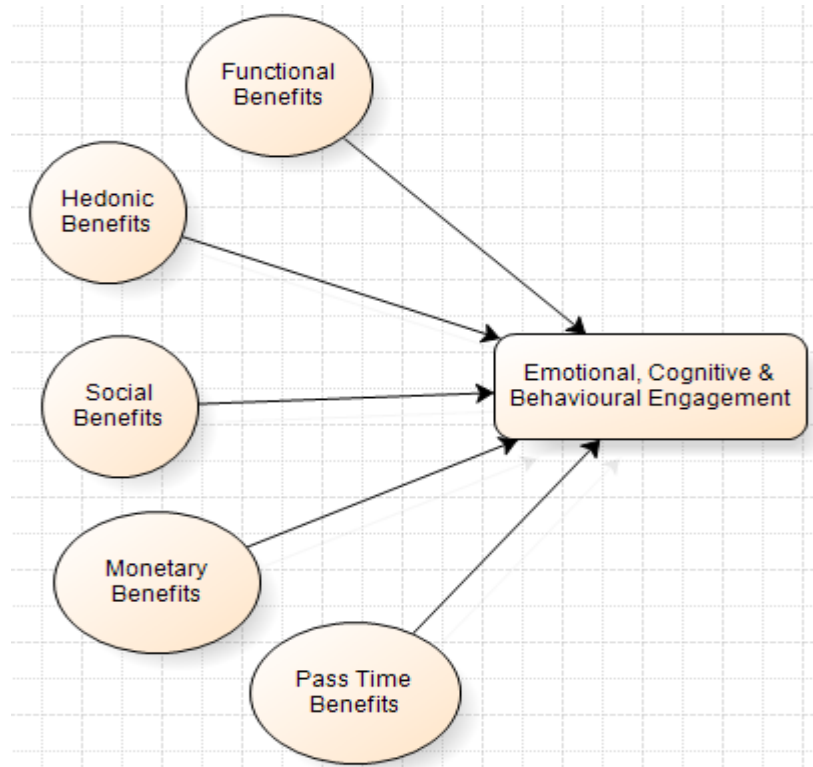 Functional
Benefits
Hedonic
Benefits
Social
Benefits
Emotional, Cognitive &
Behavioural Engagement
Monetary
Benefits
Pass Time
Benefits